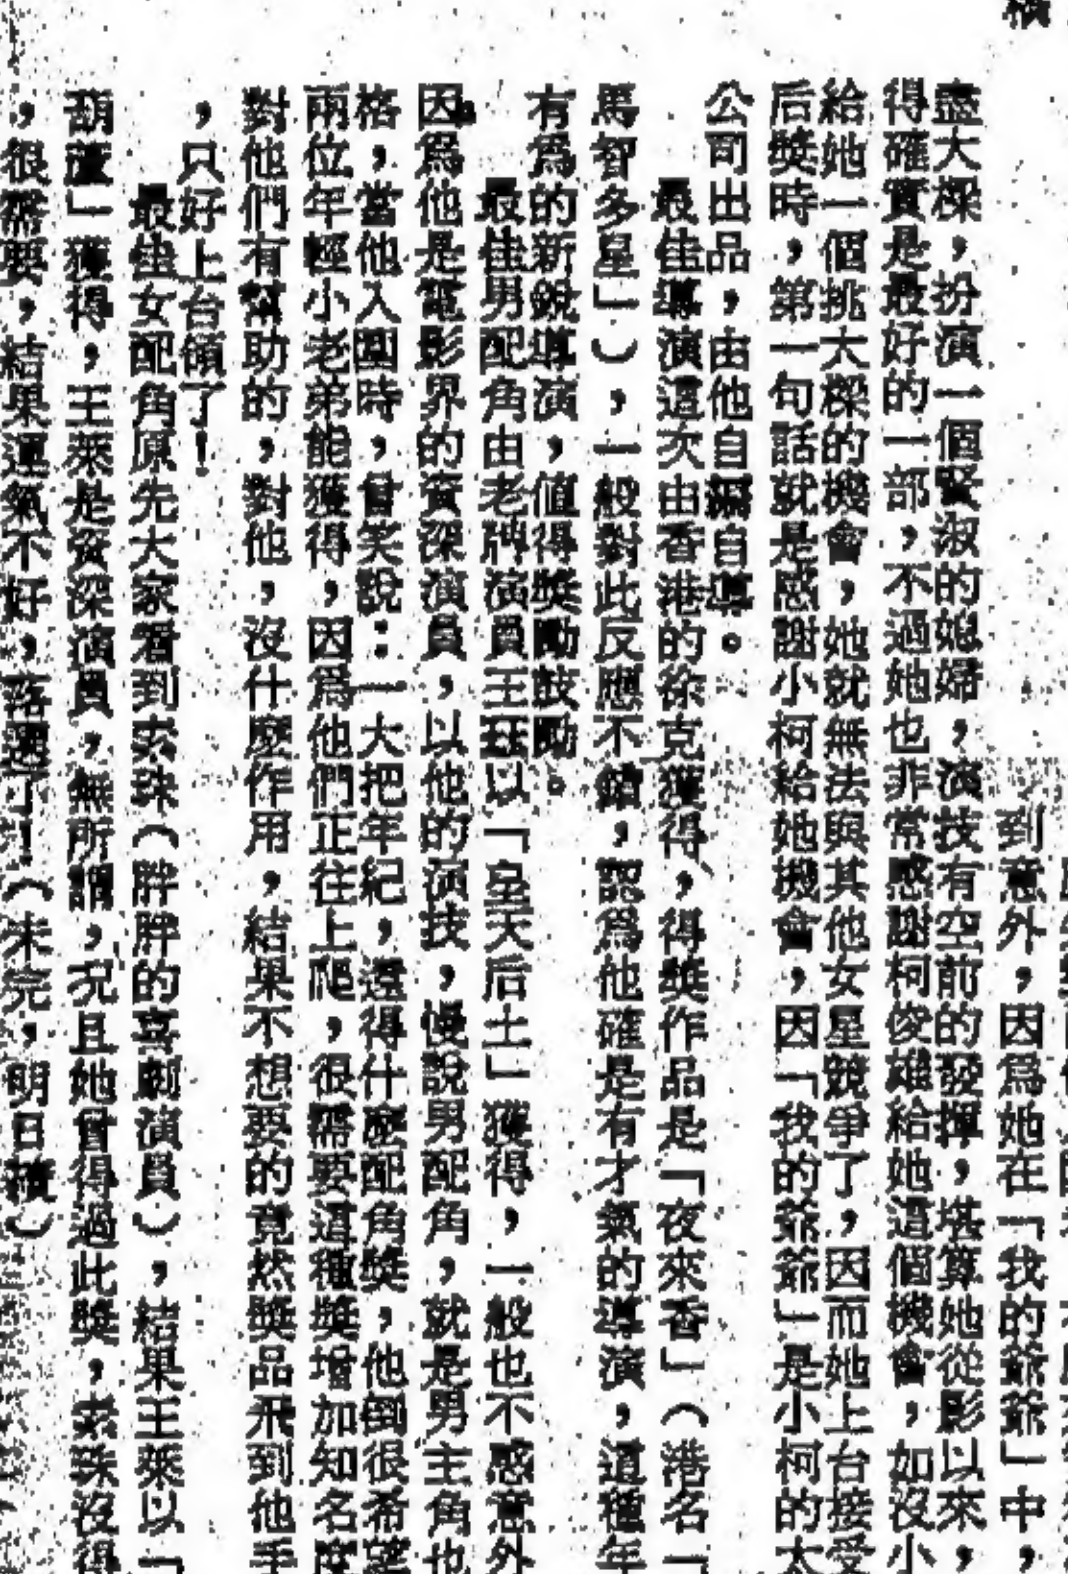 到意外，因爲她在「我的爺爺」中，
盡大樑，扮演一個賢淑的媳婦，演技有空前的發揮，堪算她從影以來，
得確實是最好的一部，不過她也非常感謝柯俊雄給她這個機會，如沒小
給她一個挑大樑的機會，她就無法與其他女星競爭了，因而她上台接受
后獎時，第一句話就是感謝小柯給她機會，因「我的爺爺」是小柯的太
公司出品，由他自編自導。
最佳導演這次由香港的徐克獲得，得獎作品是「夜來香」（港名「
馬智多星」），一般對此反應不錯，認爲他確是有才氣的導演，這種年
有爲的新銳導演，值得獎勵鼓勵。
最佳男配角由老牌演員王玨以「皇天后土」獲得，一般也不感意外
因爲他是電影界的資深演員，以他的演技，慢說男配角，就是男主角也
格，當他入圍時，曾笑說：一大把年紀，還得什麽配角獎，他倒很希望
兩位年輕小老弟能獲得，因爲他們正往上爬，很需要這種獎增加知名度
對他們有幫助的，對他，沒什麽作用，結果不想要的竟然獎品飛到他手
，只好上台領了！
最佳女配角原先大家看到索珠（胖胖的喜劇演員），結果王萊以「
葫蘆」獲得，王萊是資深演員，無所謂，况且她曾得過此獎，索珠沒得
，很需要，結果運氣不好，落選了！（未完，明日續）